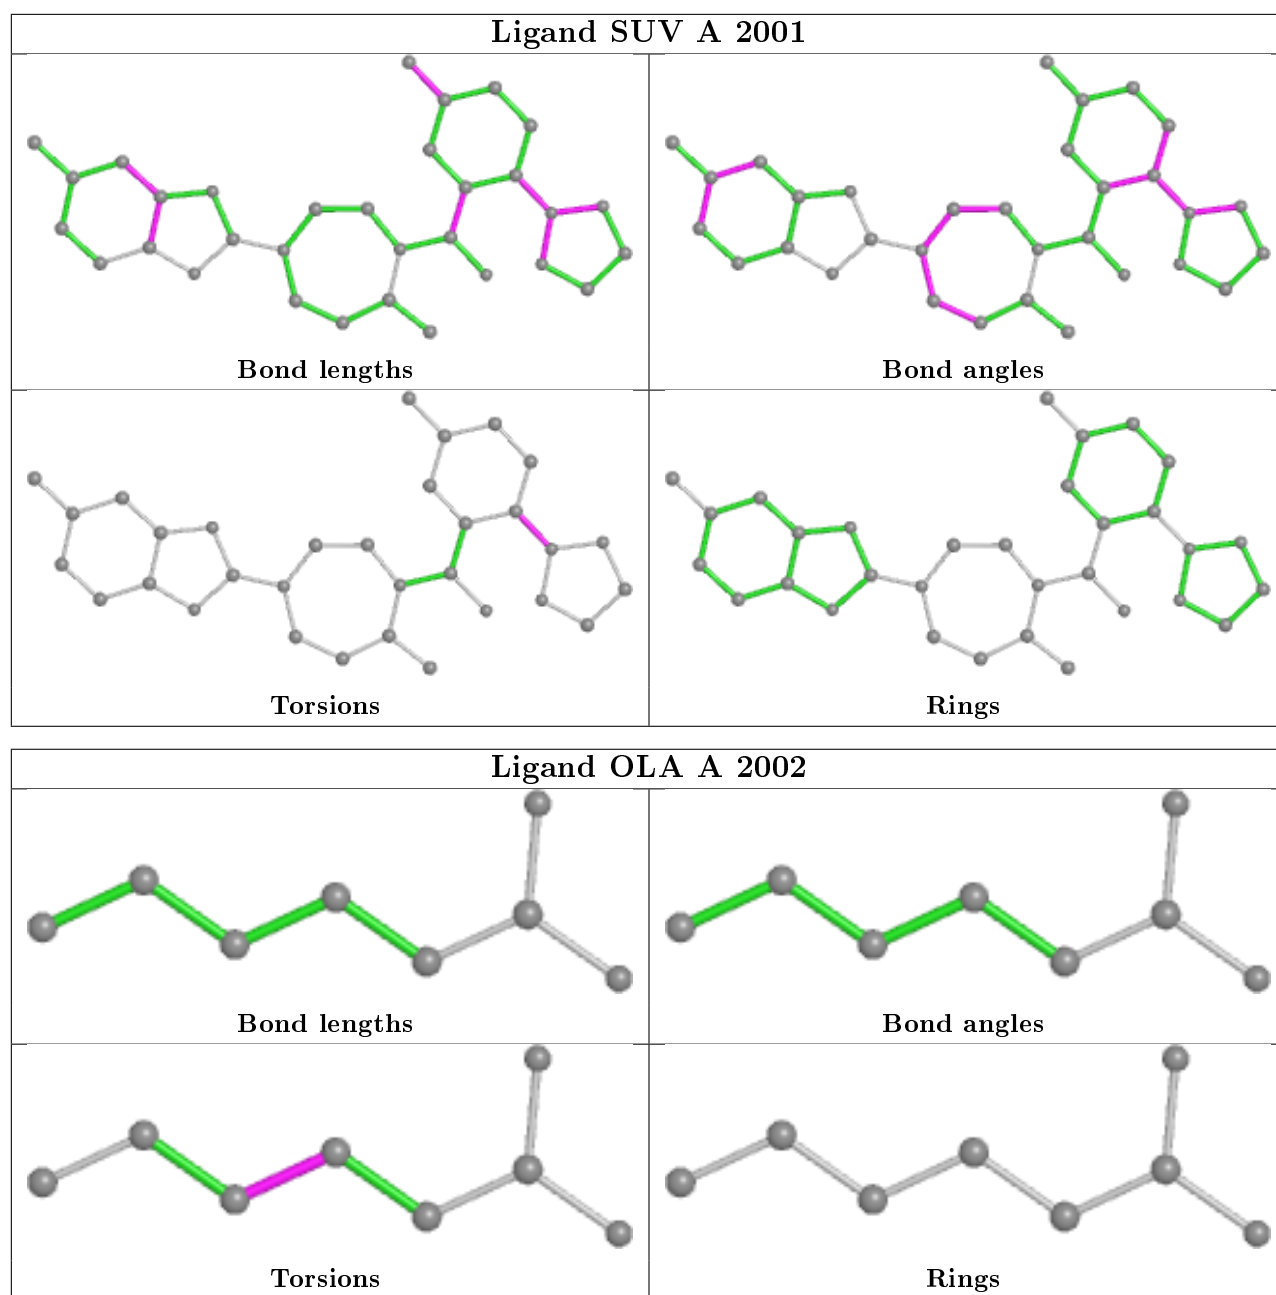 Ligand SUV A 2001
Bond lengths
Bond angles
Torsions
Rings
Ligand OLA A 2002
Bond lengths
Bond angles
Torsions
Rings